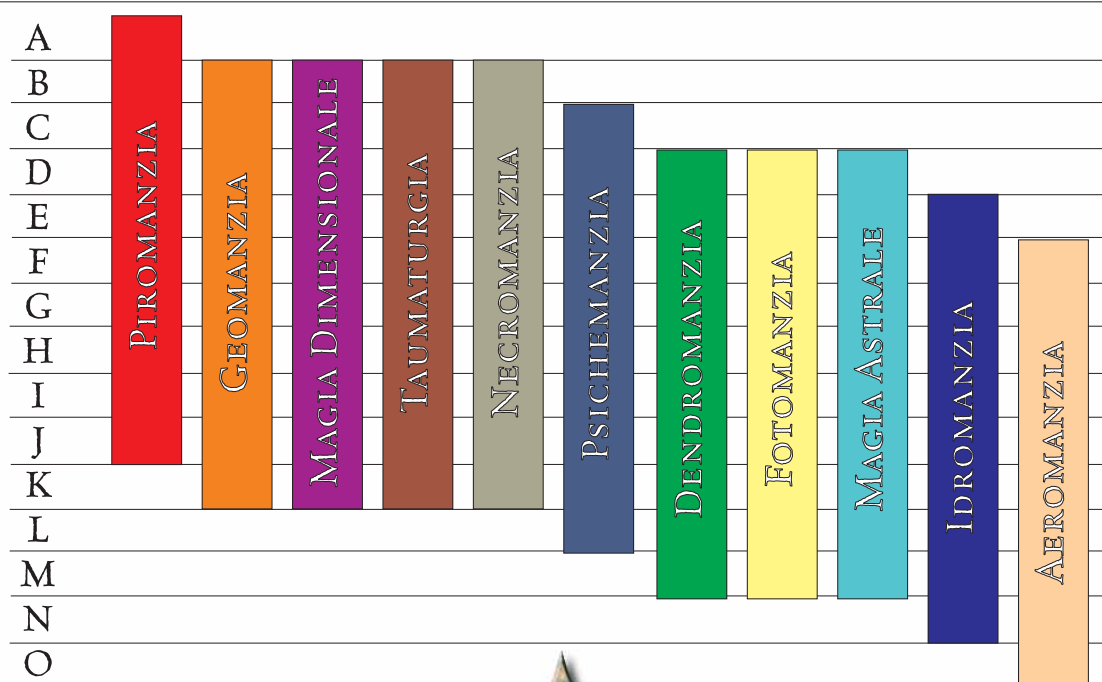 A
B
C
D
E
F
G
H
I
J
K
L
M
N
O
PIROMANZIA
GEOMANZIA
MAGIA DIMENSIONALE
TAUMATURGIA
NECROMANZIA
PSICHEMANZIA
DENDROMANZIA
FOTOMANZIA
MAGIA ASTRALE
IDROMANZIA
AEROMANZIA